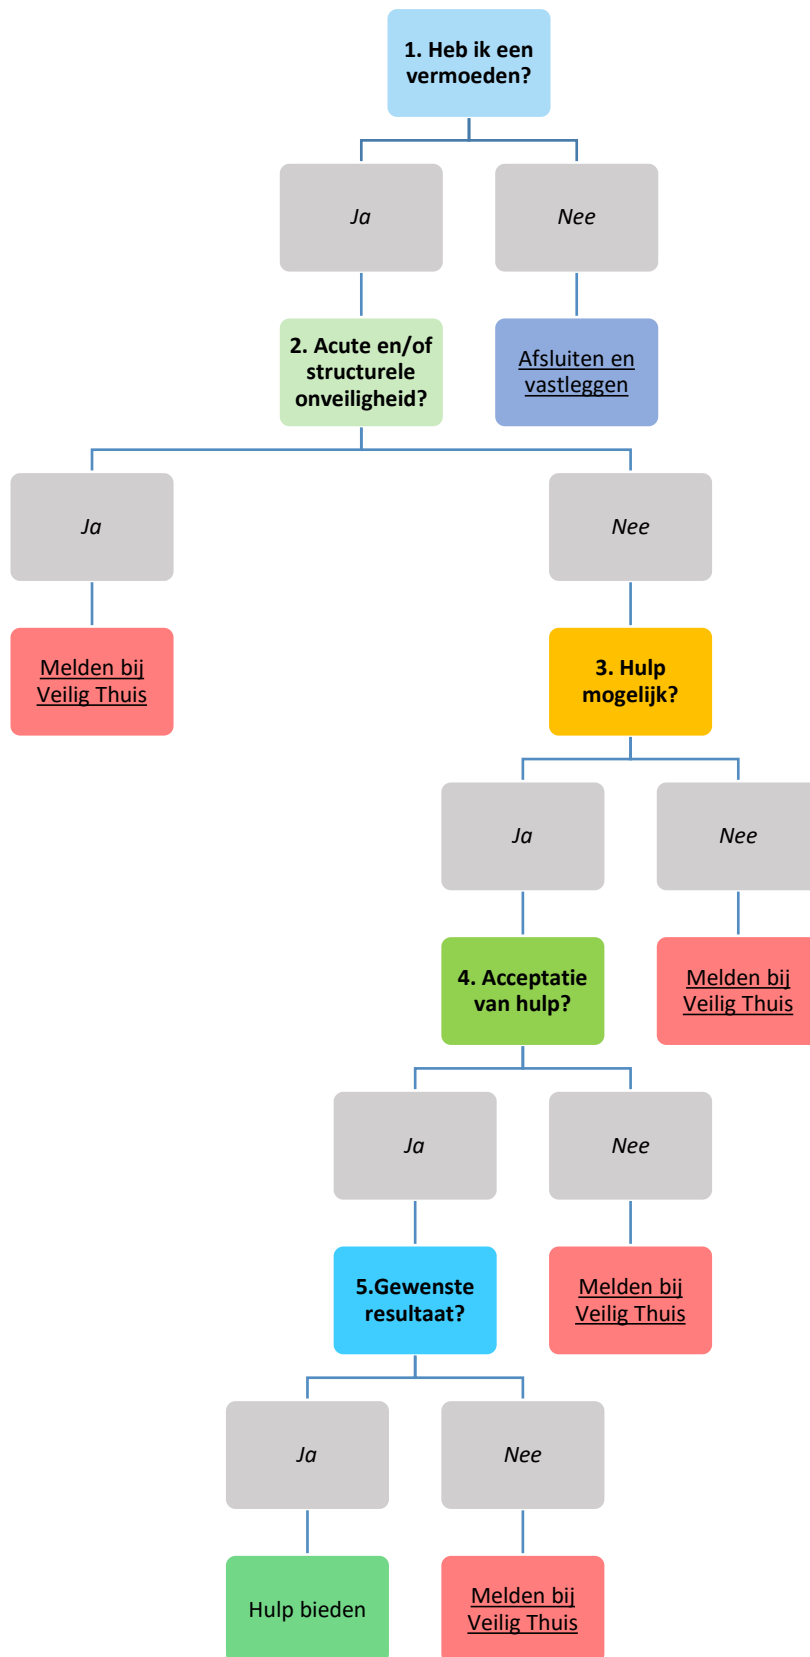 1. Heb ik een
vermoeden?
Ja
Nee
2. Acute en/of
structurele
onveiligheid?
Afsluiten en
vastleggen
Ja
Nee
Melden bij
Veilig Thuis
3. Hulp
mogelijk?
Ja
Nee
4. Acceptatie
van hulp?
Melden bij
Veilig Thuis
Ja
Nee
5.Gewenste
resultaat?
Melden bij
Veilig Thuis
Ja
Nee
Hulp bieden
Melden bij
Veilig Thuis